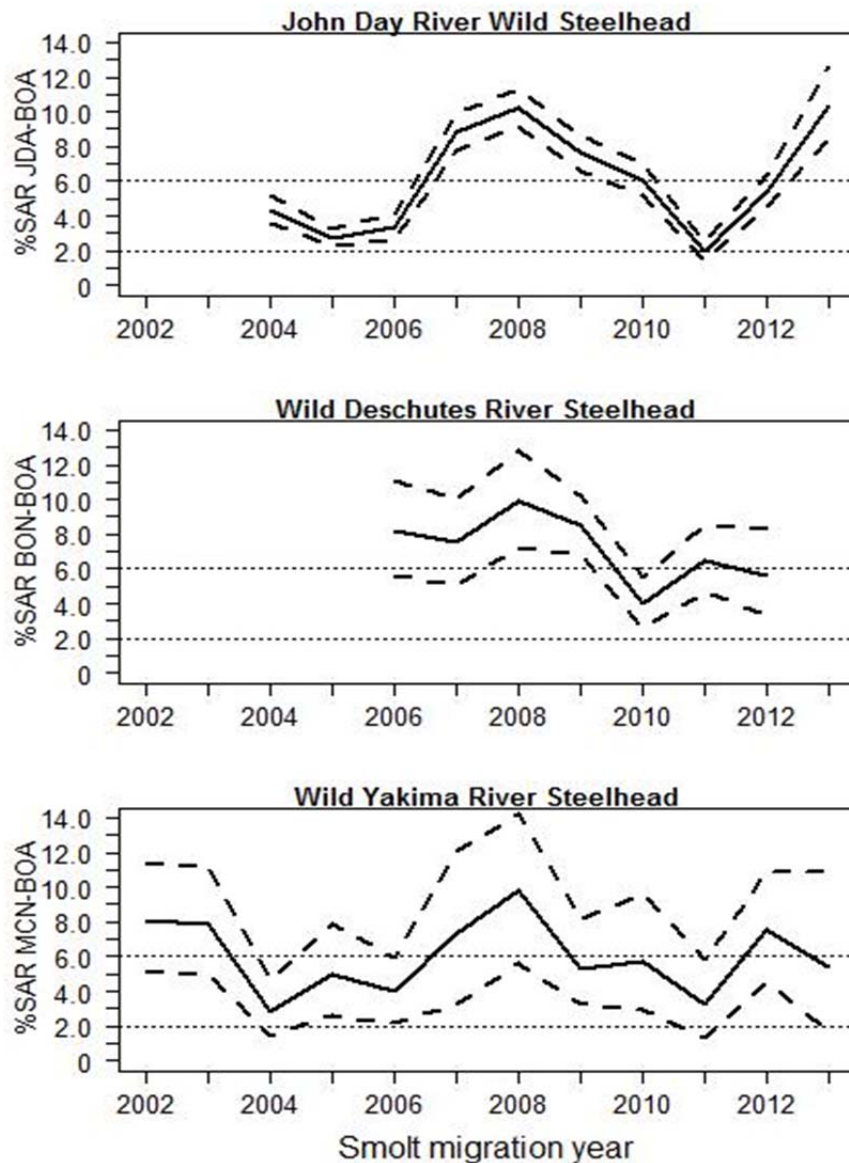 John Day River Wild Steelhead
%SAR JDA-BOA
14.0
12.0
10.0
8.0
6.0
4.0
2.0
0
2002 2004 2006 2008 2010 2012
Wild Deschutes River Steelhead
%SAR BON-BOA
14.0
12.0
10.0
8.0
6.0
4.0
2.0
0
2002 2004 2006 2008 2010 2012
Wild Yakima River Steelhead
%SAR MCN-BOA
14.0
12.0
10.0
8.0
6.0
4.0
2.0
0
2002 2004 2006 2008 2010 2012
Smolt migration year